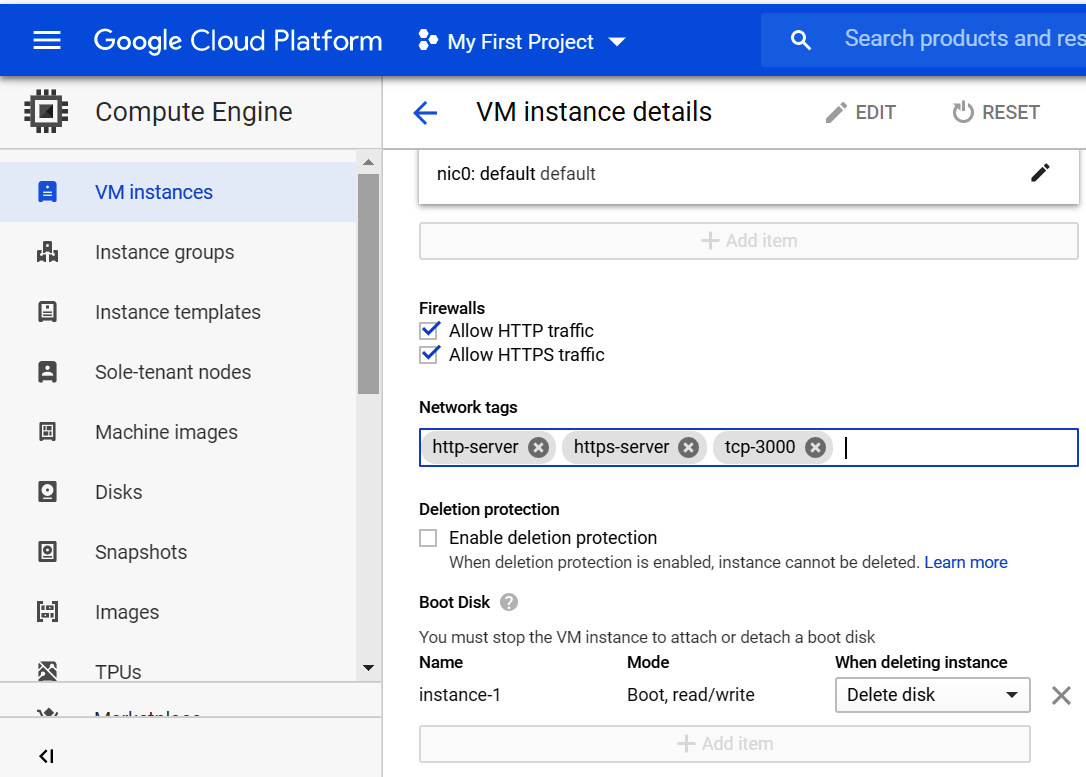 Google Cloud Platform
My First Project
Search products and res
Compute Engine
VM instance details
EDIT
RESET
VM instances
Instance groups
Instance templates
Sole-tenant nodes
Machine images
Disks
Snapshots
Images
TPUs
Marketplace
nic0: default default
Add item
Firewalls
Allow HTTP traffic
Allow HTTPS traffic
Network tags
http-server https-server tcp-3000
Deletion protection
Enable deletion protection
When deletion protection is enabled, instance cannot be deleted. Learn more
Boot Disk ?
You must stop the VM instance to attach or detach a boot disk
Name Mode When deleting instance
instance-1 Boot, read/write Delete disk
Add item